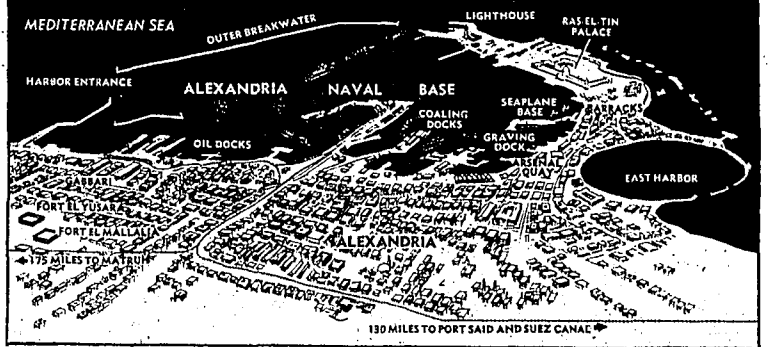 MEDITERRANEAN SEA
OUTER BREAKWATER
LIGHTHOUSE
RAS-EL-TIN
PALACE
HARBOR ENTRANCE
ALEXANDRIA NAVAL BASE
COALING
DOCKS
SEAPLANE
BASE
BARRACKS
OIL DOCKS
GRAVING
DOCK
ARSENAL
QUAY
EAST HARBOR
GABBARI
FORT EL YUSARA
FORT EL MALLALIA
ALEXANDRIA
175 MILES TO MATRUH
130 MILES TO PORT SAID AND SUEZ CANAL